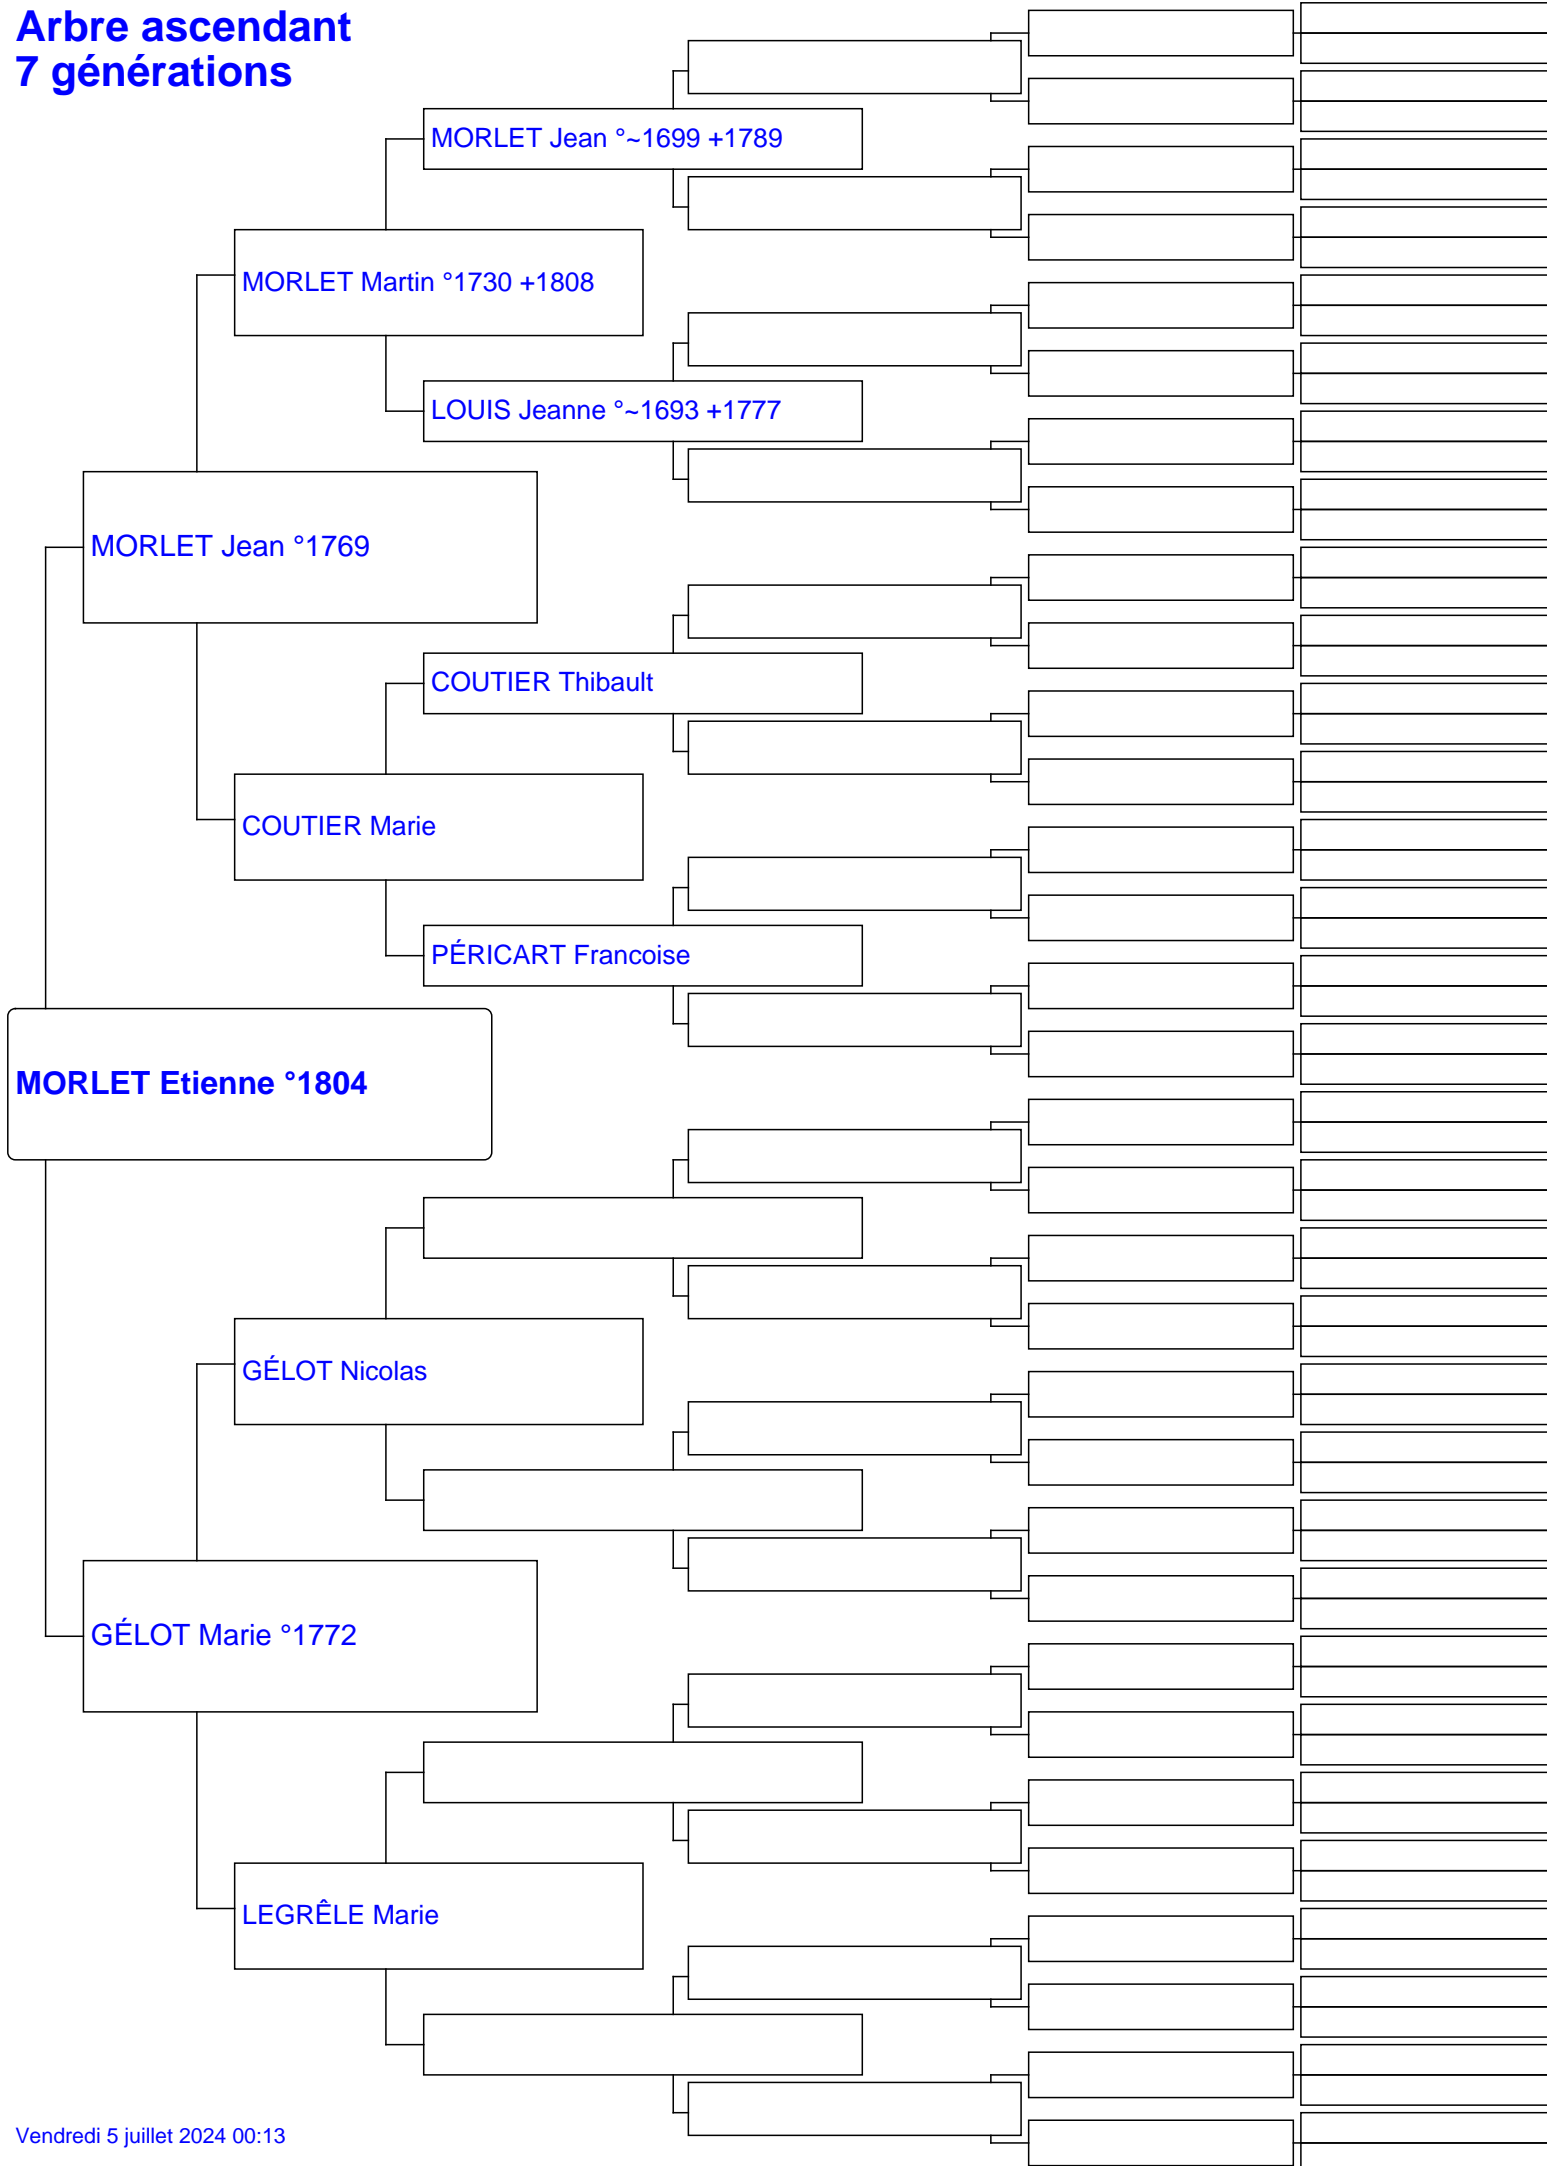 Arbre ascendant
7 générations
MORLET Jean °~1699 +1789
MORLET Martin °1730 +1808
LOUIS Jeanne °~1693 +1777
MORLET Jean °1769
COUTIER Thibault
COUTIER Marie
PÉRICART Francoise
MORLET Etienne °1804
GÉLOT Nicolas
GÉLOT Marie °1772
LEGRÊLE Marie
Vendredi 5 juillet 2024 00:13